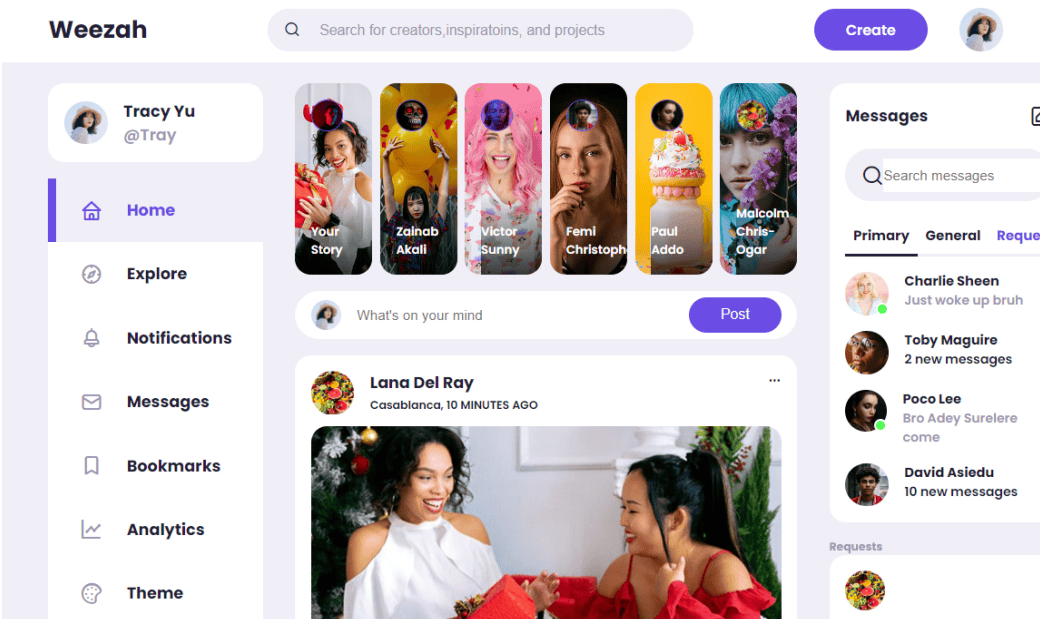 Weezah
Search for creators,inspiratoins, and projects
Create
Tracy Yu
@Tray
Home
Explore
Notifications
Messages
Bookmarks
Analytics
Theme
Your
Story
Zainab
Akali
Victor
Sunny
Femi
Christoph
Paul
Addo
Malcolm
Chris-
Ogar
What's on your mind
Post
Lana Del Ray
...
Casablanca, 10 MINUTES AGO
Messages
Search messages
Primary General Reque
Charlie Sheen
Just woke up bruh
Toby Maguire
2 new messages
Poco Lee
Bro Adey Surelere
come
David Asiedu
10 new messages
Requests